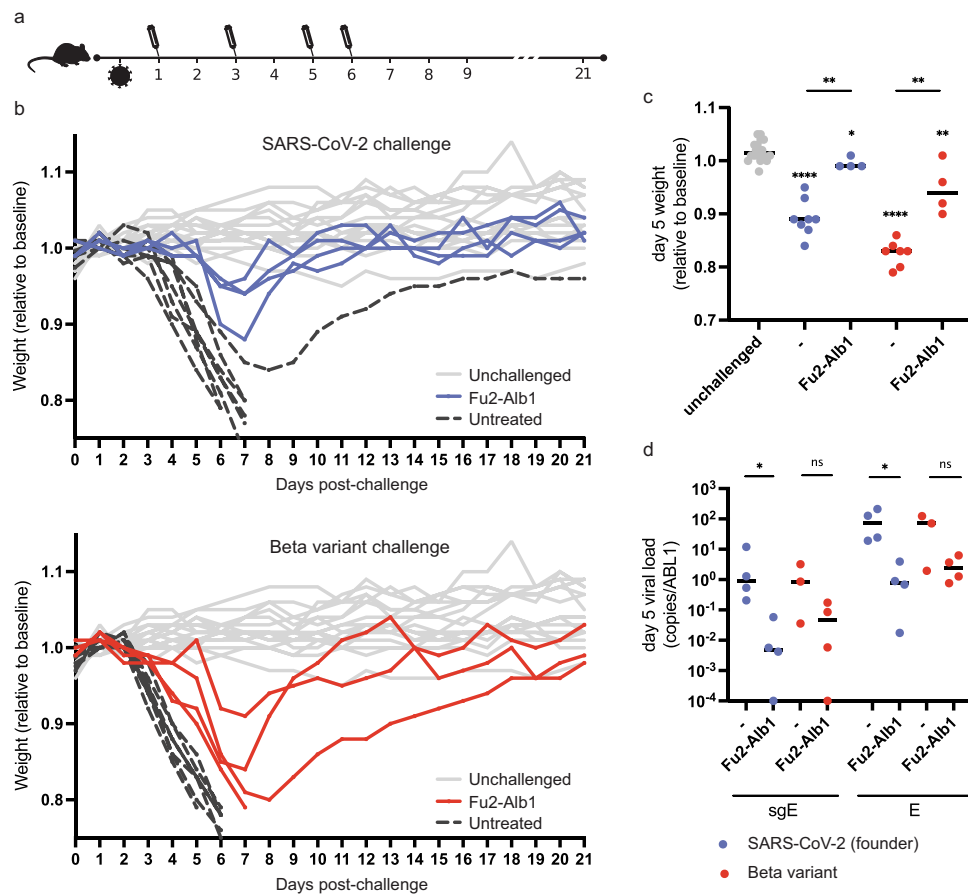 a
1 2 3 4 5 6 7 8 9 21
b
SARS-CoV-2 challenge
Weight (relative to baseline)
1.1
1.0
0.9
0.8
Unchallenged
Fu2-Alb1
Untreated
0 1 2 3 4 5 6 7 8 9 10 11 12 13 14 15 16 17 18 19 20 21
Days post-challenge
Beta variant challenge
Weight (relative to baseline)
1.1
1.0
0.9
0.8
Unchallenged
Fu2-Alb1
Untreated
0 1 2 3 4 5 6 7 8 9 10 11 12 13 14 15 16 17 18 19 20 21
Days post-challenge
c
day 5 weight
(relative to baseline)
1.1
1.0
0.9
0.8
0.7
** **
**** * **** **
unchallenged - Fu2-Alb1 - Fu2-Alb1
d
day 5 viral load
(copies/ABL1)
10³
10²
10¹
10⁰
10⁻¹
10⁻²
10⁻³
10⁻⁴
* ns * ns
- Fu2-Alb1 - Fu2-Alb1 - Fu2-Alb1 - Fu2-Alb1
sgE E
SARS-CoV-2 (founder)
Beta variant